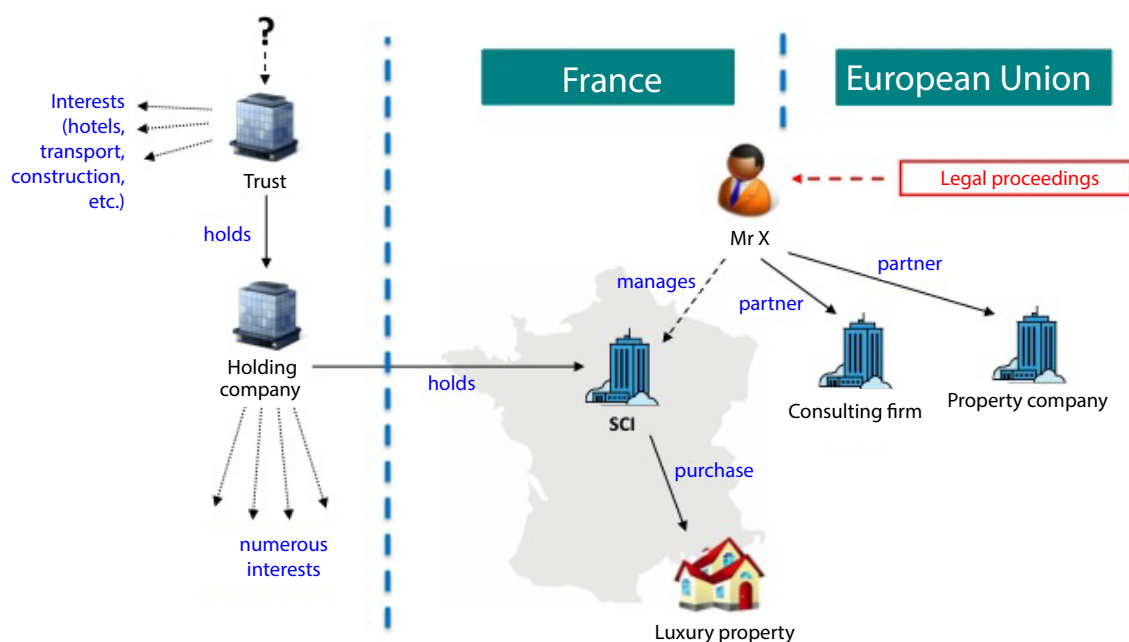 ?
France
European Union
Interests
(hotels,
transport,
construction,
etc.)
Trust
Legal proceedings
holds
Mr X
manages
partner
partner
Holding
company
holds
SCI
Consulting firm
Property company
purchase
numerous
interests
Luxury property